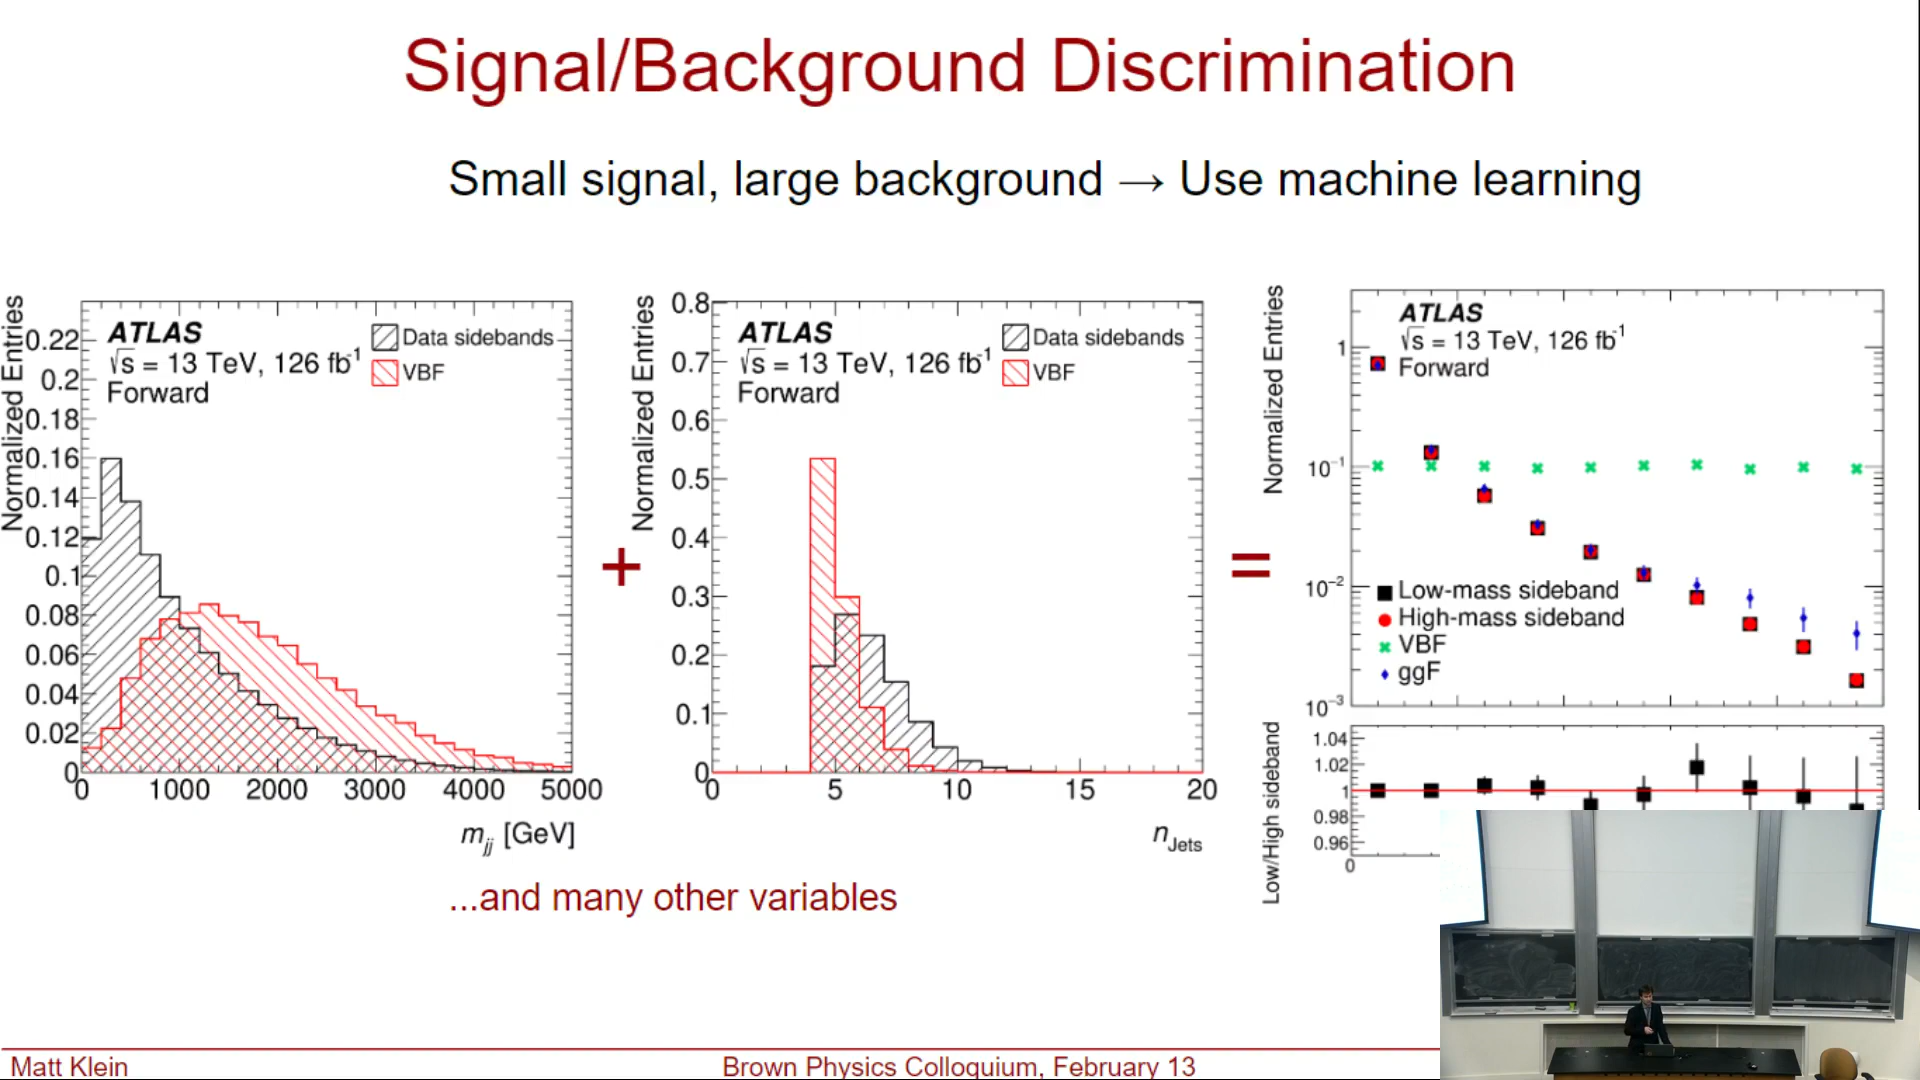 Signal/Background Discrimination
Small signal, large background → Use machine learning
Normalized Entries
0.22
0.2
0.18
0.16
0.14
0.12
0.1
0.08
0.06
0.04
0.02
0
ATLAS
√s = 13 TeV, 126 fb⁻¹
Forward
Data sidebands
VBF
0 1000 2000 3000 4000 5000
m_jj [GeV]
+
Normalized Entries
0.8
0.7
0.6
0.5
0.4
0.3
0.2
0.1
0
ATLAS
√s = 13 TeV, 126 fb⁻¹
Forward
Data sidebands
VBF
0 5 10 15 20
n_Jets
=
Normalized Entries
1
10⁻¹
10⁻²
10⁻³
ATLAS
√s = 13 TeV, 126 fb⁻¹
Forward
Low-mass sideband
High-mass sideband
VBF
ggF
Low/High sideband
1.04
1.02
1
0.98
0.96
0
...and many other variables
Matt Klein
Brown Physics Colloquium, February 13